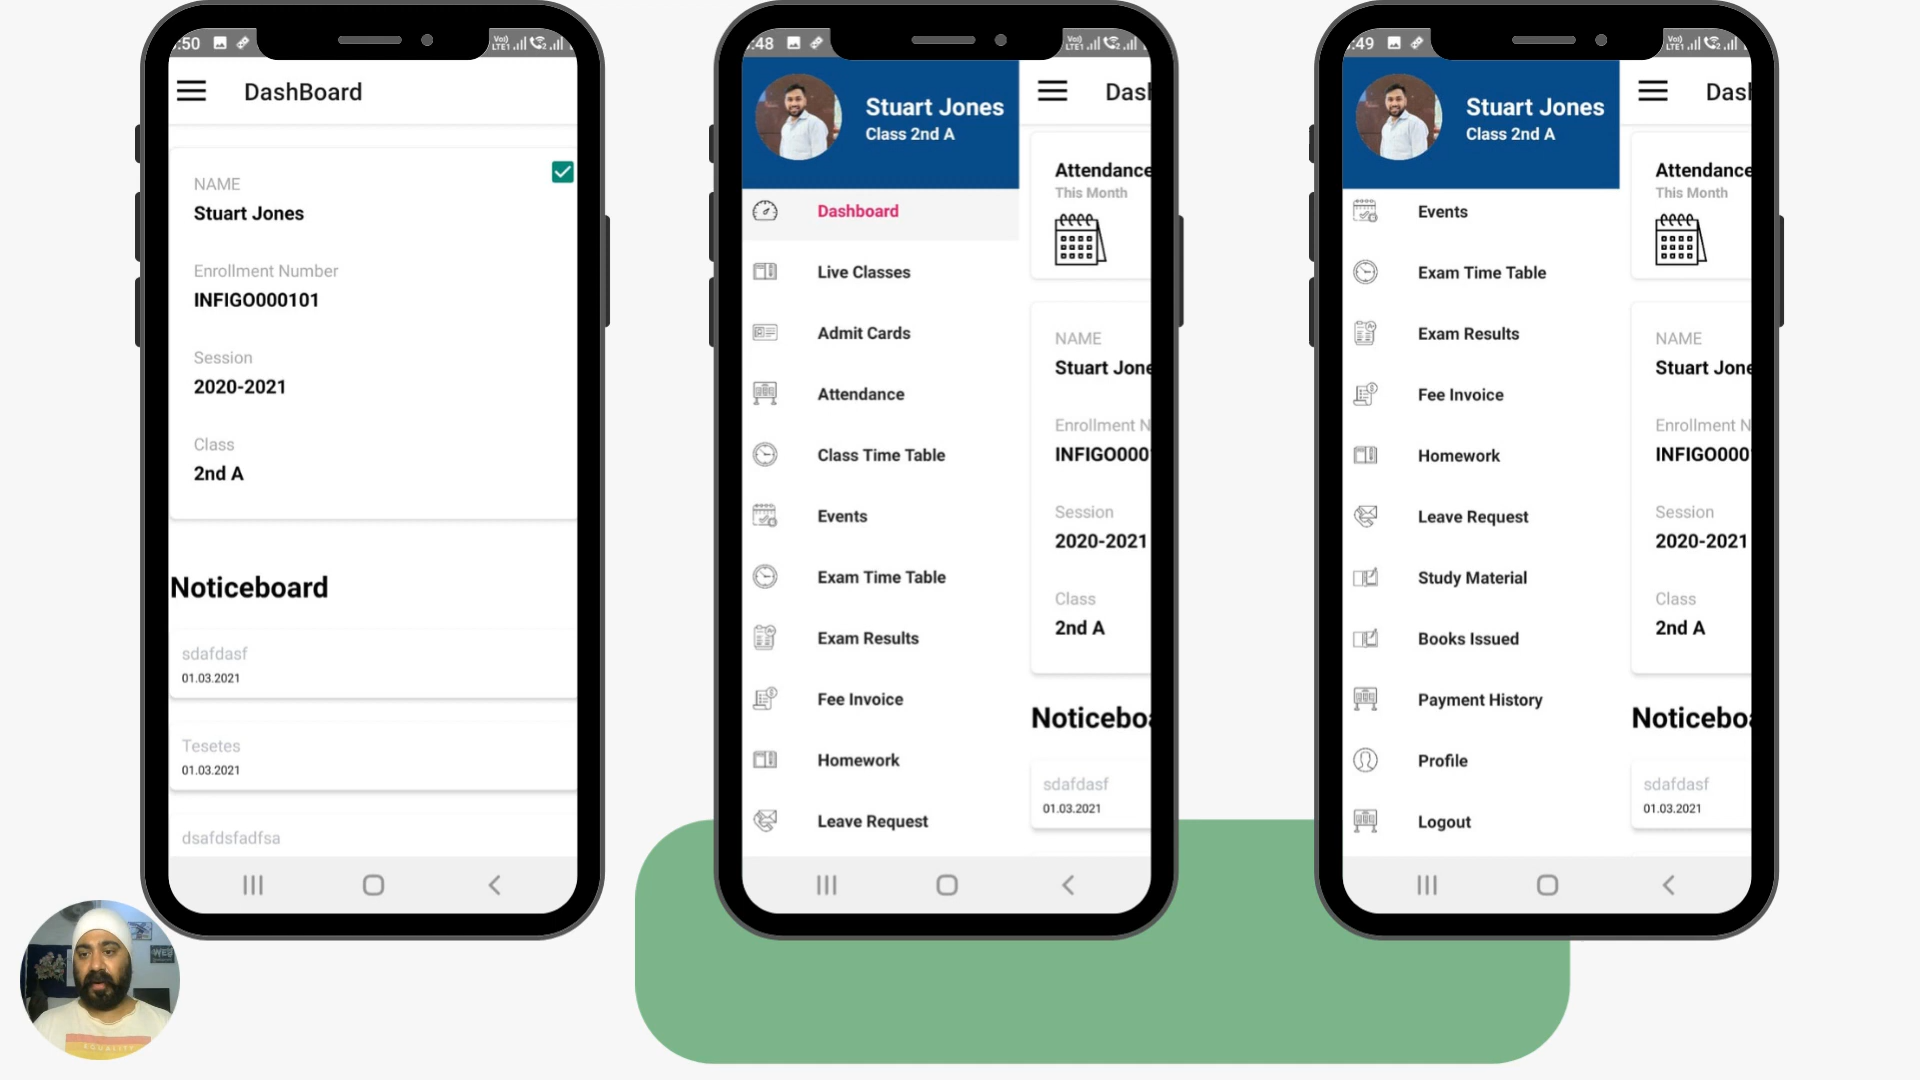 :50
DashBoard
NAME
Stuart Jones
Enrollment Number
INFIGO000101
Session
2020-2021
Class
2nd A
Noticeboard
sdafdasf
01.03.2021
Tesetes
01.03.2021
dsafdsfadfsa
:48
Stuart Jones
Class 2nd A
Dashboard
Live Classes
Admit Cards
Attendance
Class Time Table
Events
Exam Time Table
Exam Results
Fee Invoice
Homework
Leave Request
Das
Attendance
This Month
NAME
Stuart Jone
Enrollment N
INFIGO000
Session
2020-2021
Class
2nd A
Noticeboa
sdafdasf
01.03.2021
:49
Stuart Jones
Class 2nd A
Events
Exam Time Table
Exam Results
Fee Invoice
Homework
Leave Request
Study Material
Books Issued
Payment History
Profile
Logout
Das
Attendance
This Month
NAME
Stuart Jone
Enrollment N
INFIGO000
Session
2020-2021
Class
2nd A
Noticeboa
sdafdasf
01.03.2021
EQUALITY